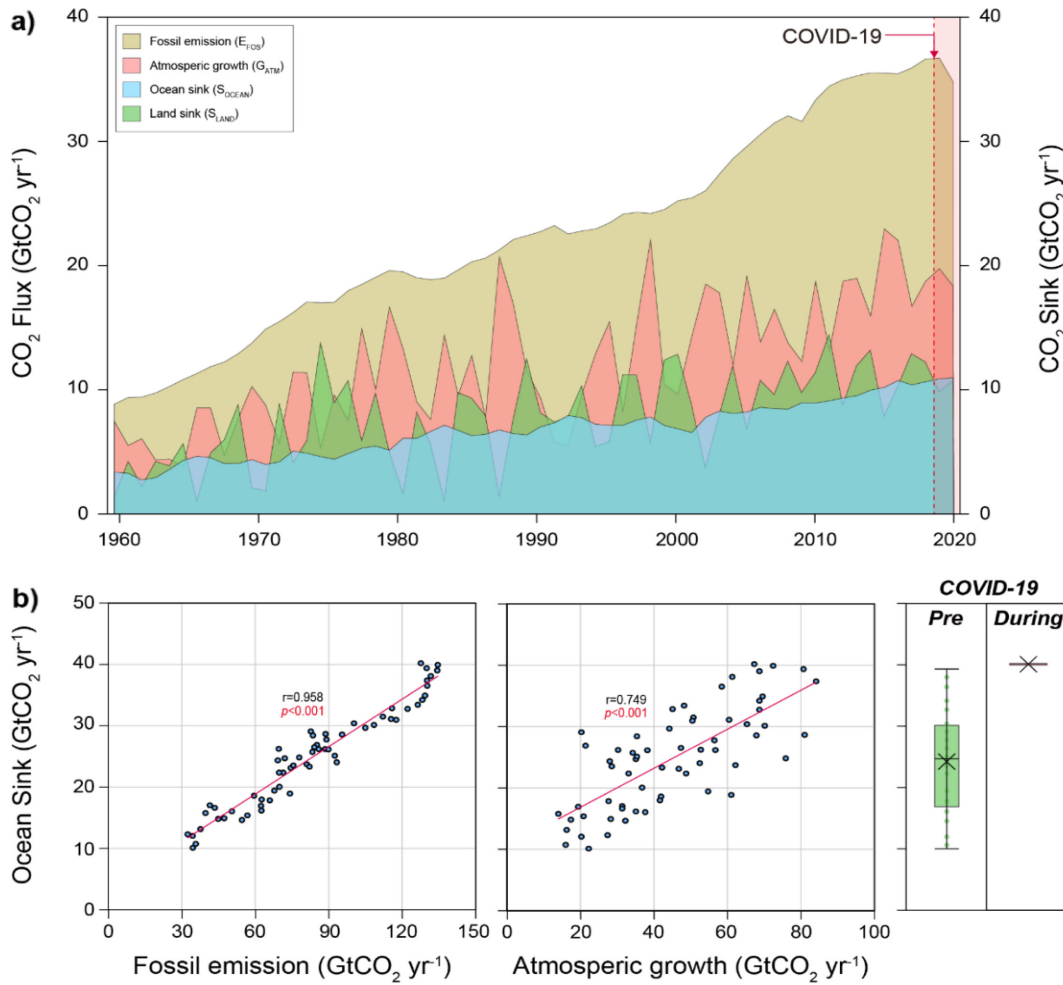 a)
40
30
20
10
0
CO₂ Flux (GtCO₂ yr⁻¹)
Fossil emission (E_FOS)
Atmosperic growth (G_ATM)
Ocean sink (S_OCEAN)
Land sink (S_LAND)
COVID-19
40
30
20
10
0
CO₂ Sink (GtCO₂ yr⁻¹)
1960 1970 1980 1990 2000 2010 2020
b)
50
40
30
20
10
0
Ocean Sink (GtCO₂ yr⁻¹)
r=0.958
p<0.001
0 30 60 90 120 150
Fossil emission (GtCO₂ yr⁻¹)
r=0.749
p<0.001
0 20 40 60 80 100
Atmosperic growth (GtCO₂ yr⁻¹)
COVID-19
Pre During